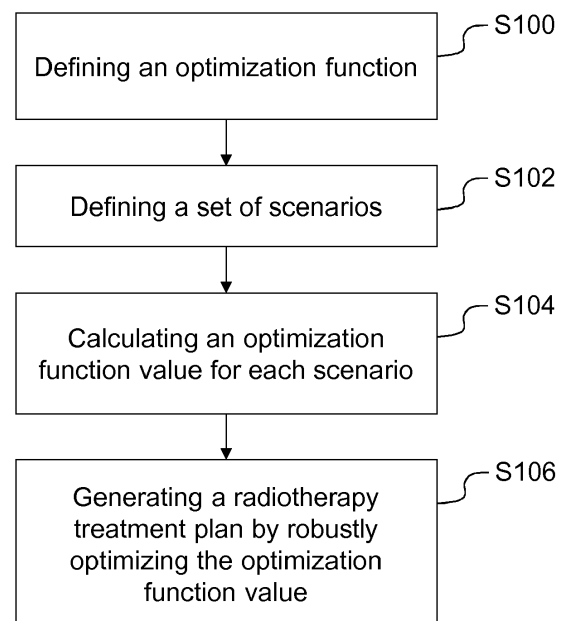 S100
Defining an optimization function
S102
Defining a set of scenarios
S104
Calculating an optimization
function value for each scenario
S106
Generating a radiotherapy
treatment plan by robustly
optimizing the optimization
function value